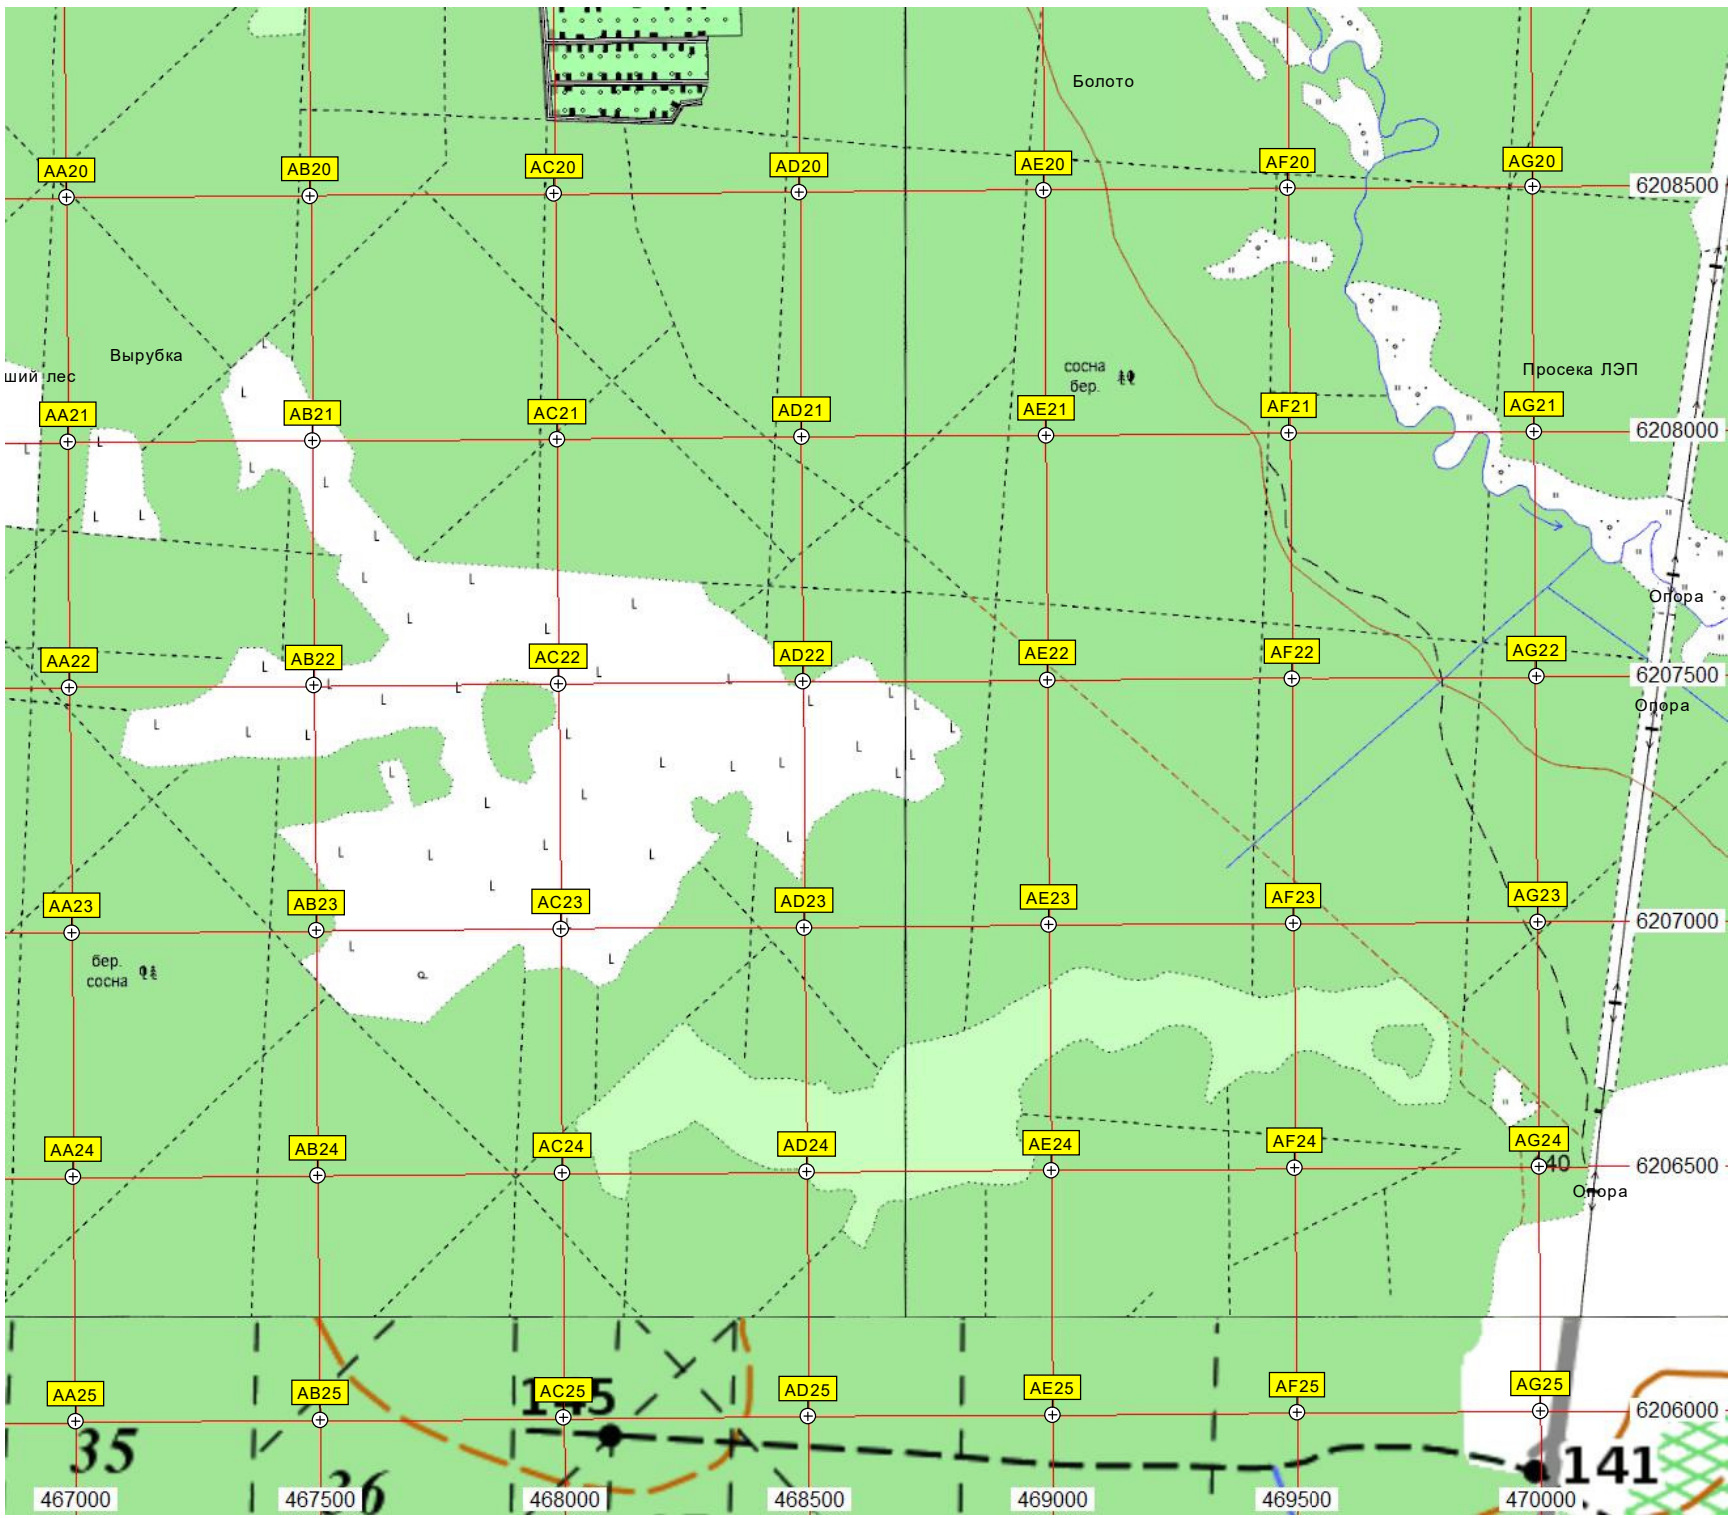 Болото
AA20 AB20 AC20 AD20 AE20 AF20 AG20
6208500
Вырубка
ший лес
сосна
бер.
Просека ЛЭП
AA21 AB21 AC21 AD21 AE21 AF21 AG21
6208000
Опора
AA22 AB22 AC22 AD22 AE22 AF22 AG22
6207500
Опора
AA23 AB23 AC23 AD23 AE23 AF23 AG23
6207000
бер.
сосна
AA24 AB24 AC24 AD24 AE24 AF24 AG24
40
6206500
Опора
AA25 AB25 AC25 AD25 AE25 AF25 AG25
145
6206000
35
141
36
467000 467500 468000 468500 469000 469500 470000